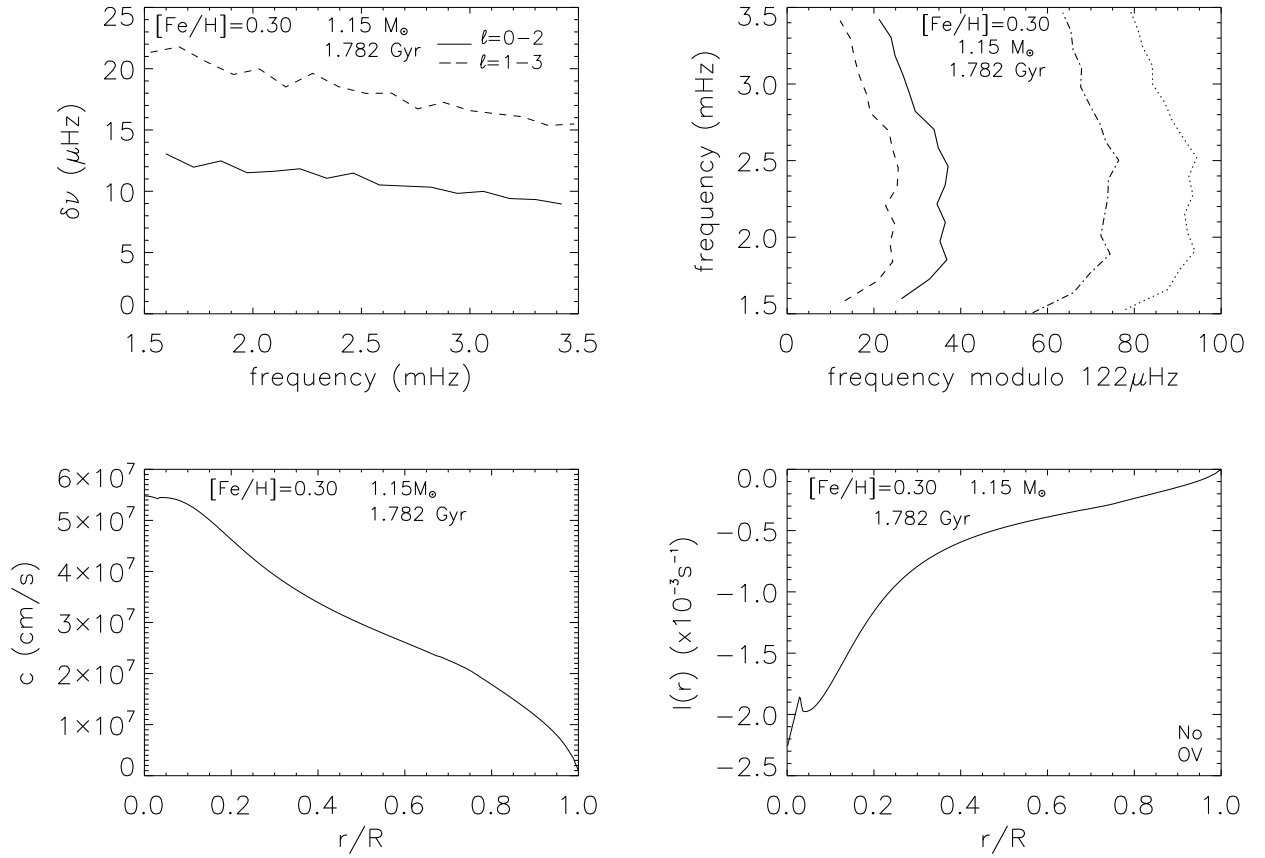 [Fe/H]=0.30 1.15 M⊙
1.782 Gyr
ℓ=0-2
ℓ=1-3
25
20
15
10
5
0
δν (μHz)
1.5 2.0 2.5 3.0 3.5
frequency (mHz)
[Fe/H]=0.30
1.15 M⊙
1.782 Gyr
3.5
3.0
2.5
2.0
1.5
frequency (mHz)
0 20 40 60 80 100
frequency modulo 122μHz
[Fe/H]=0.30 1.15M⊙
1.782 Gyr
6×10⁷
5×10⁷
4×10⁷
3×10⁷
2×10⁷
1×10⁷
0
c (cm/s)
0.0 0.2 0.4 0.6 0.8 1.0
r/R
[Fe/H]=0.30 1.15 M⊙
1.782 Gyr
0.0
−0.5
−1.0
−1.5
−2.0
−2.5
I(r) (x10⁻³s⁻¹)
No
OV
0.0 0.2 0.4 0.6 0.8 1.0
r/R